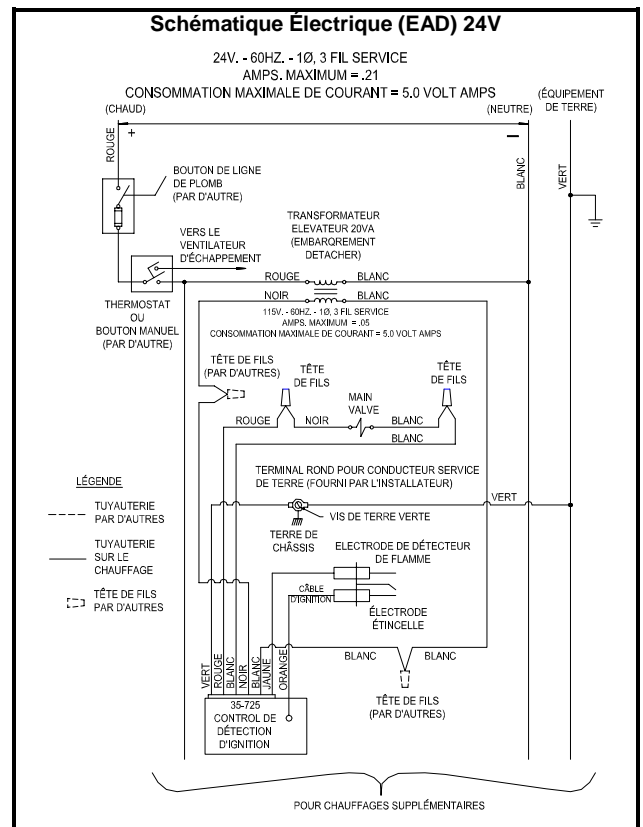 Schématique Électrique (EAD) 24V
24V. - 60HZ. - 1Ø, 3 FIL SERVICE
AMPS. MAXIMUM = .21
CONSOMMATION MAXIMALE DE COURANT = 5.0 VOLT AMPS
(CHAUD)
(NEUTRE)
(ÉQUIPEMENT
DE TERRE)
ROUGE
+
BLANC
VERT
BOUTON DE LIGNE
DE PLOMB
(PAR D'AUTRE)
VERS LE
VENTILATEUR
D'ÉCHAPPEMENT
TRANSFORMATEUR
ELEVATEUR 20VA
(EMBARQREMENT
DETACHER)
ROUGE
BLANC
NOIR
BLANC
THERMOSTAT
OU
BOUTON MANUEL
(PAR D'AUTRE)
115V. - 60HZ. - 1Ø, 3 FIL SERVICE
AMPS. MAXIMUM = .05
CONSOMMATION MAXIMALE DE COURANT = 5.0 VOLT AMPS
TÊTE DE FILS
(PAR D'AUTRES)
TÊTE
DE FILS
TÊTE
DE FILS
MAIN
VALVE
ROUGE
NOIR
BLANC
BLANC
TERMINAL ROND POUR CONDUCTEUR SERVICE
DE TERRE (FOURNI PAR L'INSTALLATEUR)
VERT
VIS DE TERRE VERTE
TERRE DE
CHÂSSIS
LÉGENDE
TUYAUTERIE
PAR D'AUTRES
TUYAUTERIE
SUR LE
CHAUFFAGE
TÊTE DE FILS
PAR D'AUTRES
ELECTRODE DE DÉTECTEUR
DE FLAMME
CÂBLE
D'IGNITION
ÉLECTRODE
ÉTINCELLE
VERT
ROUGE
BLANC
NOIR
BLANC
JAUNE
ORANGE
BLANC
BLANC
TÊTE DE FILS
(PAR D'AUTRES)
35-725
CONTROL DE
DÉTECTION
D'IGNITION
POUR CHAUFFAGES SUPPLÉMENTAIRES